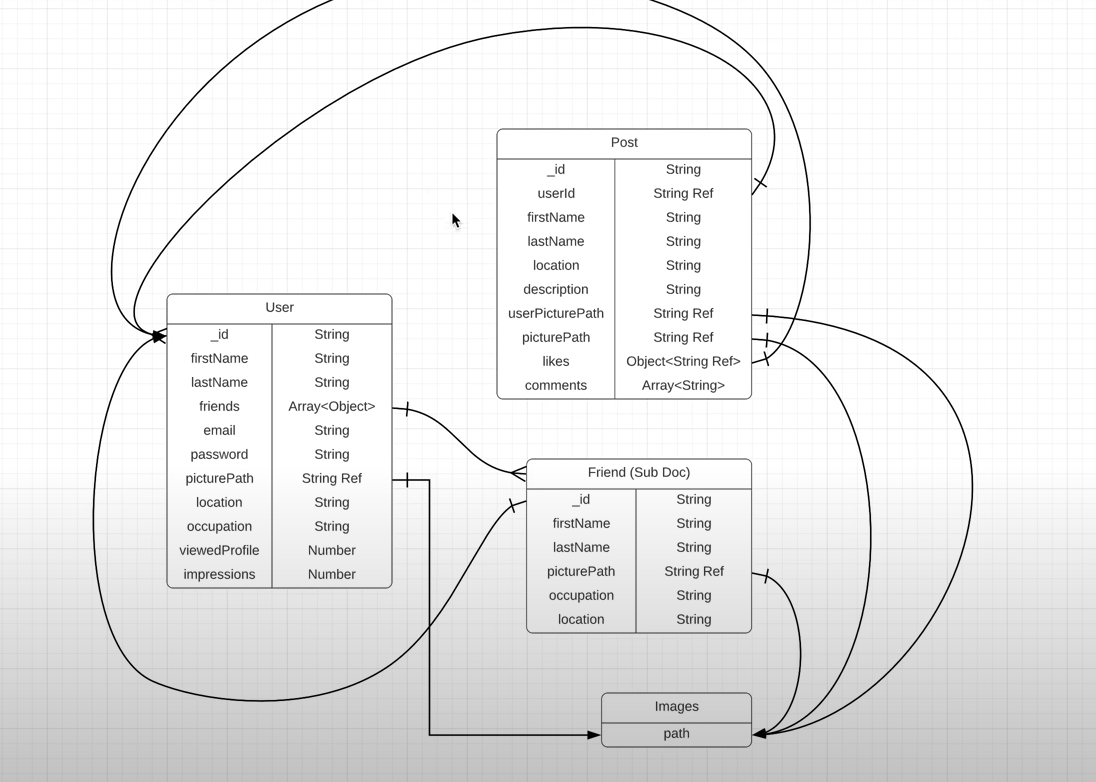 Post
_id String
userId String Ref
firstName String
lastName String
location String
description String
userPicturePath String Ref
picturePath String Ref
likes Object<String Ref>
comments Array<String>
User
_id String
firstName String
lastName String
friends Array<Object>
email String
password String
picturePath String Ref
location String
occupation String
viewedProfile Number
impressions Number
Friend (Sub Doc)
_id String
firstName String
lastName String
picturePath String Ref
occupation String
location String
Images
path